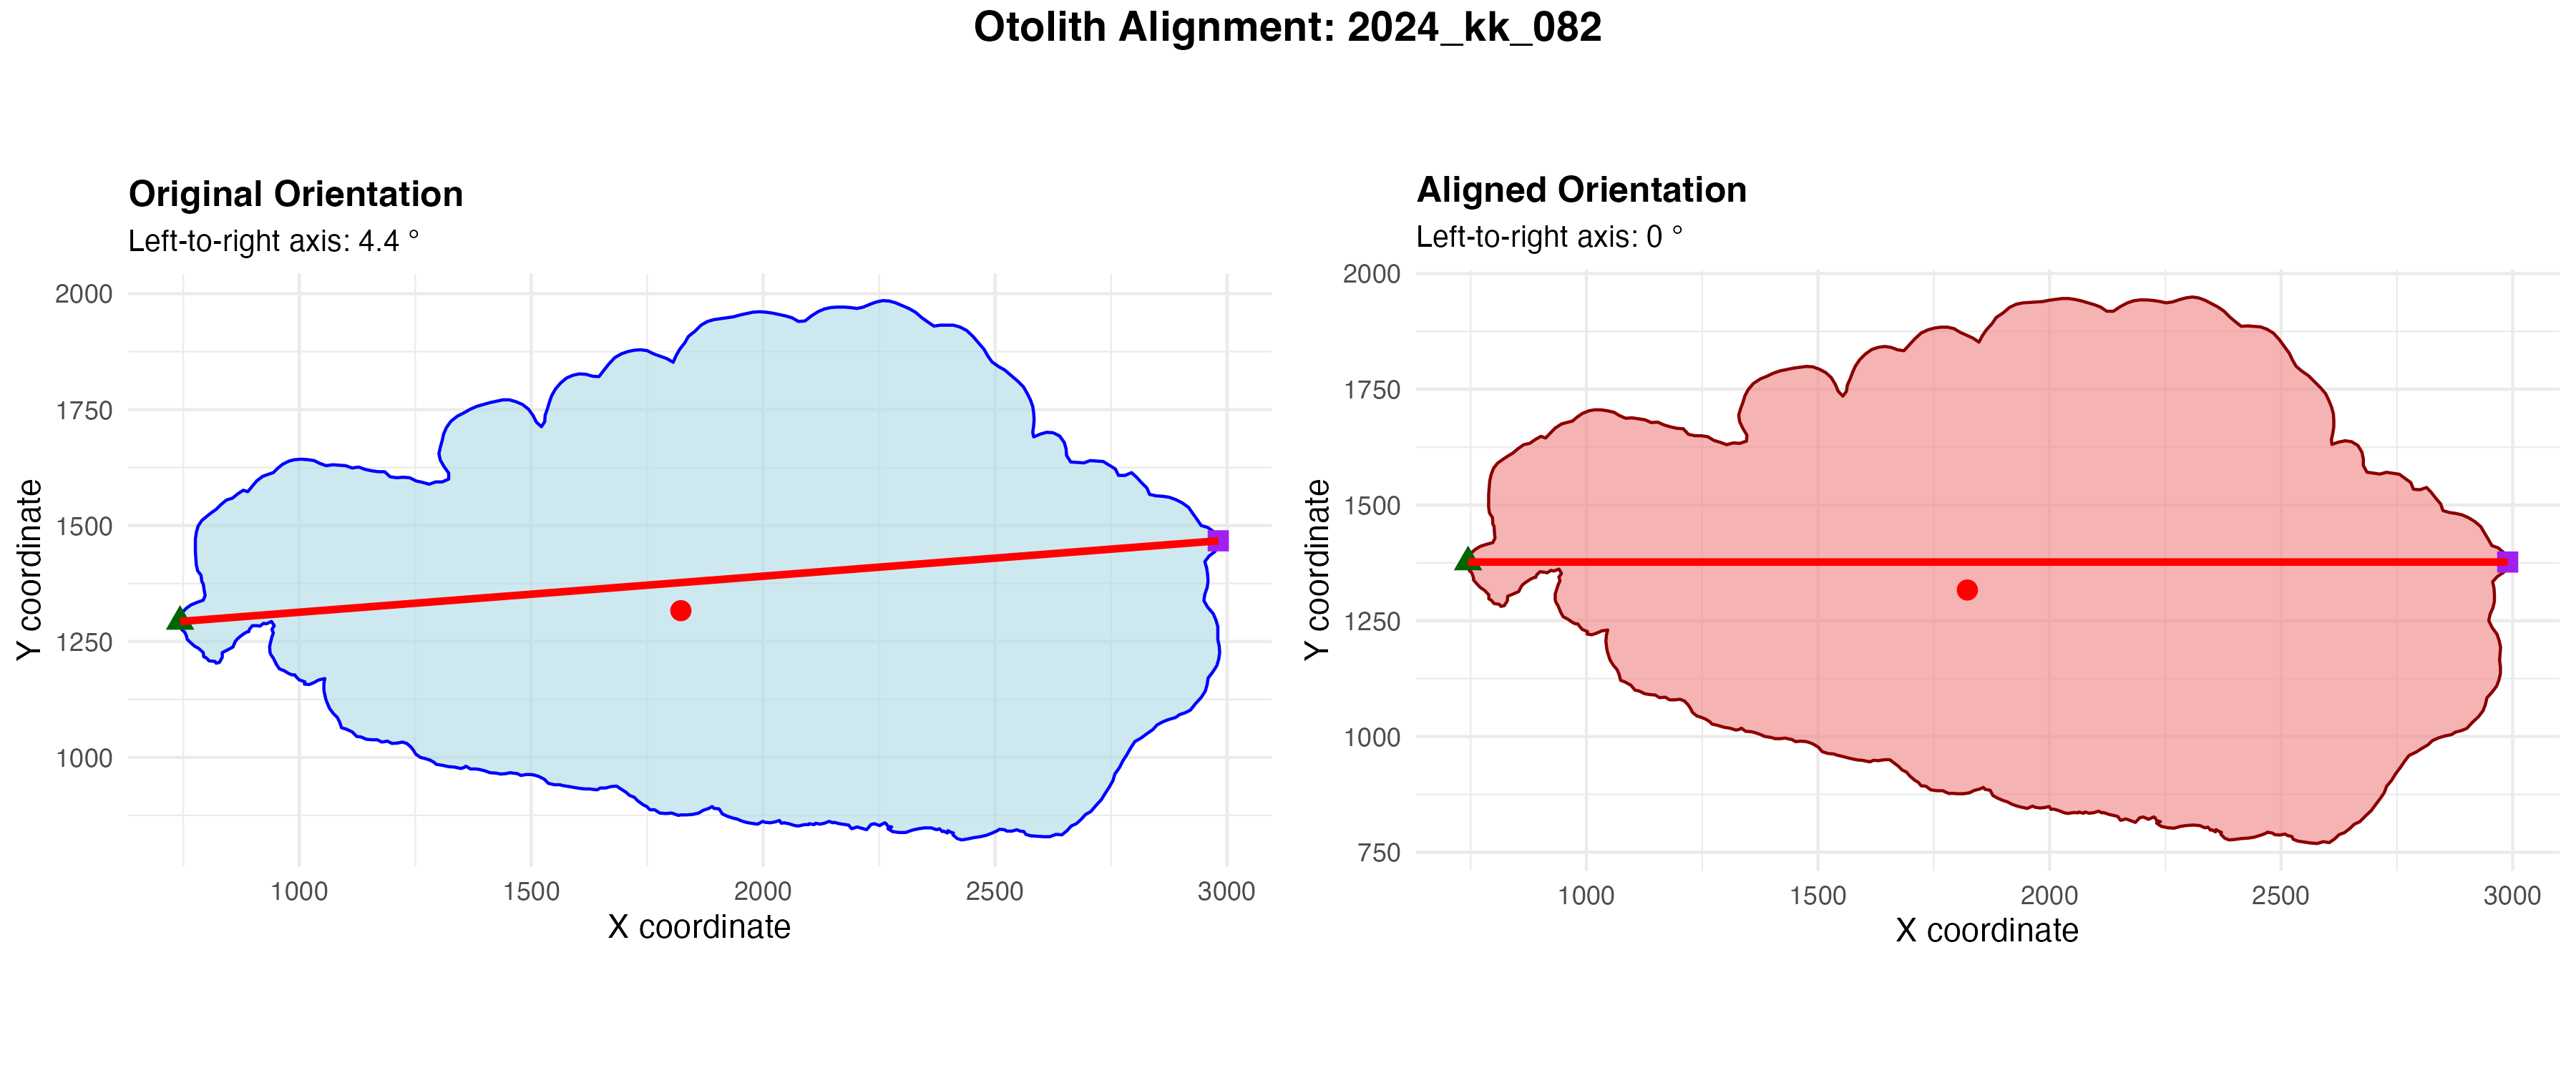 Otolith Alignment: 2024_kk_082
Original Orientation
Left-to-right axis: 4.4 °
2000
1750
1500
1250
1000
Y coordinate
1000 1500 2000 2500 3000
X coordinate
Aligned Orientation
Left-to-right axis: 0 °
2000
1750
1500
1250
1000
750
Y coordinate
1000 1500 2000 2500 3000
X coordinate